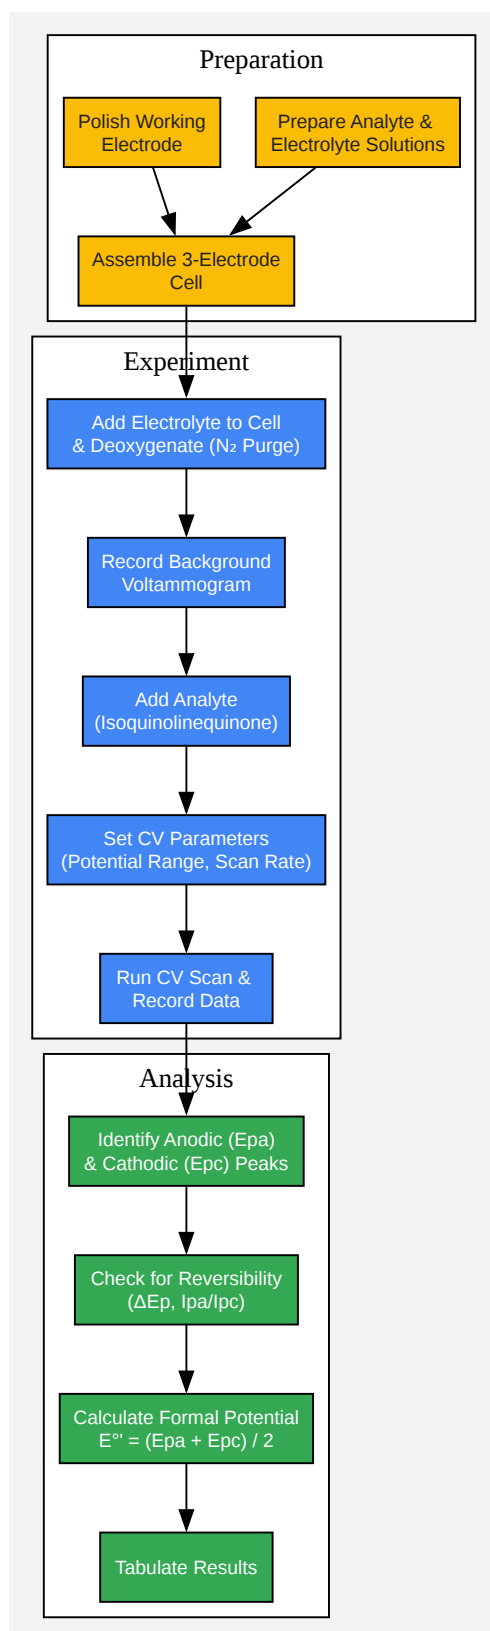 Preparation
Polish Working
Electrode
Prepare Analyte &
Electrolyte Solutions
Assemble 3-Electrode
Cell
Experiment
Add Electrolyte to Cell
& Deoxygenate (N₂ Purge)
Record Background
Voltammogram
Add Analyte
(Isoquinolinequinone)
Set CV Parameters
(Potential Range, Scan Rate)
Run CV Scan &
Record Data
Analysis
Identify Anodic (Epa)
& Cathodic (Epc) Peaks
Check for Reversibility
(ΔEp, Ipa/Ipc)
Calculate Formal Potential
E°' = (Epa + Epc) / 2
Tabulate Results